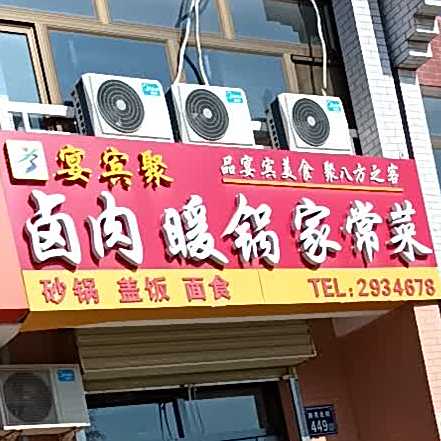 宴宾聚
品宴宾美食 聚八方之客
卤肉 暖锅 家常菜
砂锅 盖饭 面食
TEL:2934678
449